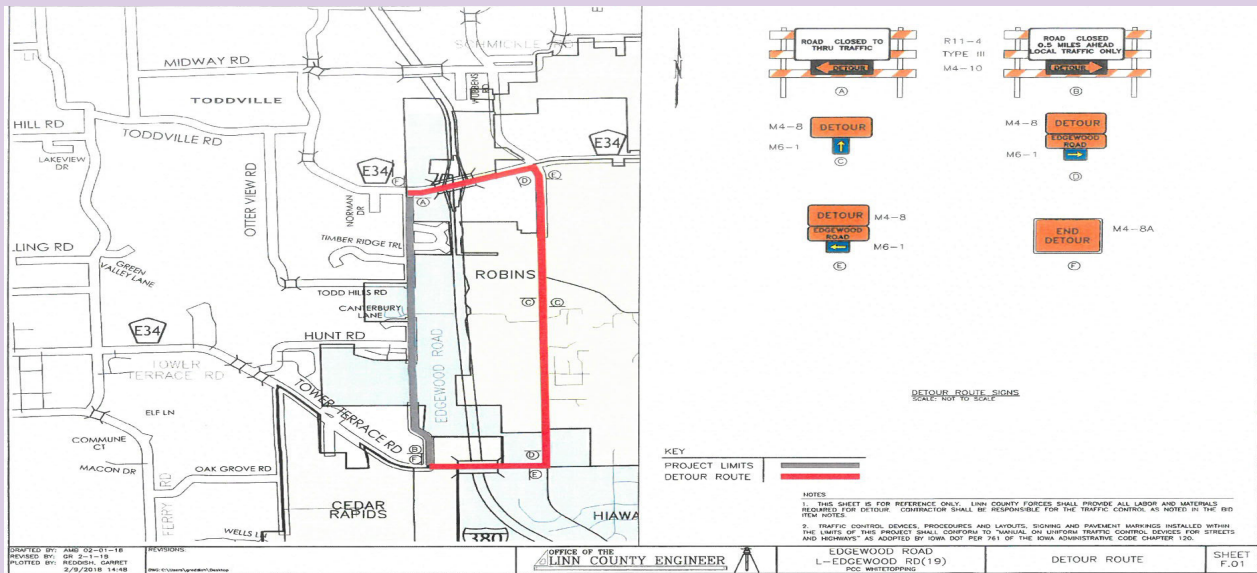 SCHMICKLE RD
MIDWAY RD
TODDVILLE
HILL RD
TODDVILLE RD
LAKEVIEW
DR
E34
E34
OTTER VIEW RD
NORMAN
DR
F
A
D
E
TIMBER RIDGE TRL
LING RD
GREEN
VALLEY LANE
ROBINS
TODD HILLS RD
CANTERBURY
LANE
C
C
E34
HUNT RD
EDGEWOOD ROAD
TOWER
TERRACE RD
TOWER TERRACE RD
ELF LN
COMMUNE
CT
MACON DR
OAK GROVE RD
B
F
D
E
FERRY RD
CEDAR
RAPIDS
HIAWA
WELLS LN
380
ROAD CLOSED TO
THRU TRAFFIC
DETOUR
A
R11-4
TYPE III
M4-10
ROAD CLOSED
0.5 MILES AHEAD
LOCAL TRAFFIC ONLY
DETOUR
B
M4-8 DETOUR
M6-1
C
M4-8 DETOUR
EDGEWOOD
ROAD
M6-1
D
DETOUR M4-8
EDGEWOOD
ROAD
M6-1
E
END
DETOUR
M4-8A
F
DETOUR ROUTE SIGNS
SCALE: NOT TO SCALE
KEY
PROJECT LIMITS
DETOUR ROUTE
NOTES
1. THIS SHEET IS FOR REFERENCE ONLY. LINN COUNTY FORCES SHALL PROVIDE ALL LABOR AND MATERIALS
REQUIRED FOR DETOUR. CONTRACTOR SHALL BE RESPONSIBLE FOR THE TRAFFIC CONTROL AS NOTED IN THE BID
ITEM NOTES.
2. TRAFFIC CONTROL DEVICES, PROCEDURES AND LAYOUTS, SIGNING AND PAVEMENT MARKINGS INSTALLED WITHIN
THE LIMITS OF THIS PROJECT SHALL CONFORM TO "MANUAL ON UNIFORM TRAFFIC CONTROL DEVICES FOR STREETS
AND HIGHWAYS" AS ADOPTED BY IOWA DOT PER 761 OF THE IOWA ADMINISTRATIVE CODE CHAPTER 120.
DRAFTED BY: AMB 02-01-18
REVISED BY: GR 2-1-18
PLOTTED BY: REDDISH, GARRET
2/9/2018 14:48
REVISIONS:
OFFICE OF THE
LINN COUNTY ENGINEER
EDGEWOOD ROAD
L-EDGEWOOD RD(19)
PCC WHITETOPPING
DETOUR ROUTE
SHEET
F.01